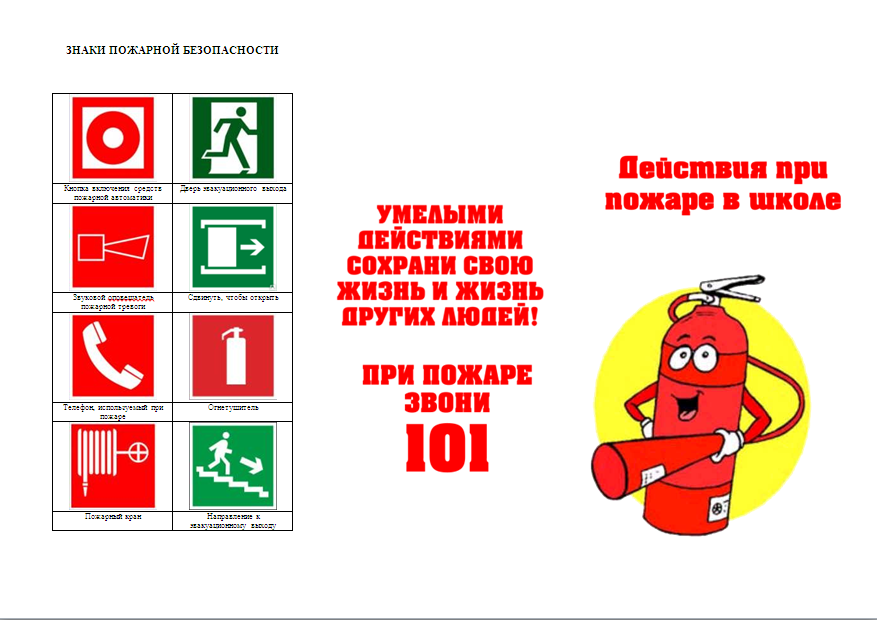 ЗНАКИ ПОЖАРНОЙ БЕЗОПАСНОСТИ
Кнопка включения средств
пожарной автоматики
Дверь эвакуационного выхода
Звуковой оповещатель
пожарной тревоги
Сдвинуть, чтобы открыть
Телефон, используемый при
пожаре
Огнетушитель
Пожарный кран
Направление к
эвакуационному выходу
УМЕЛЫМИ
ДЕЙСТВИЯМИ
СОХРАНИ СВОЮ
ЖИЗНЬ И ЖИЗНЬ
ДРУГИХ ЛЮДЕЙ!
ПРИ ПОЖАРЕ
ЗВОНИ
101
Действия при
пожаре в школе